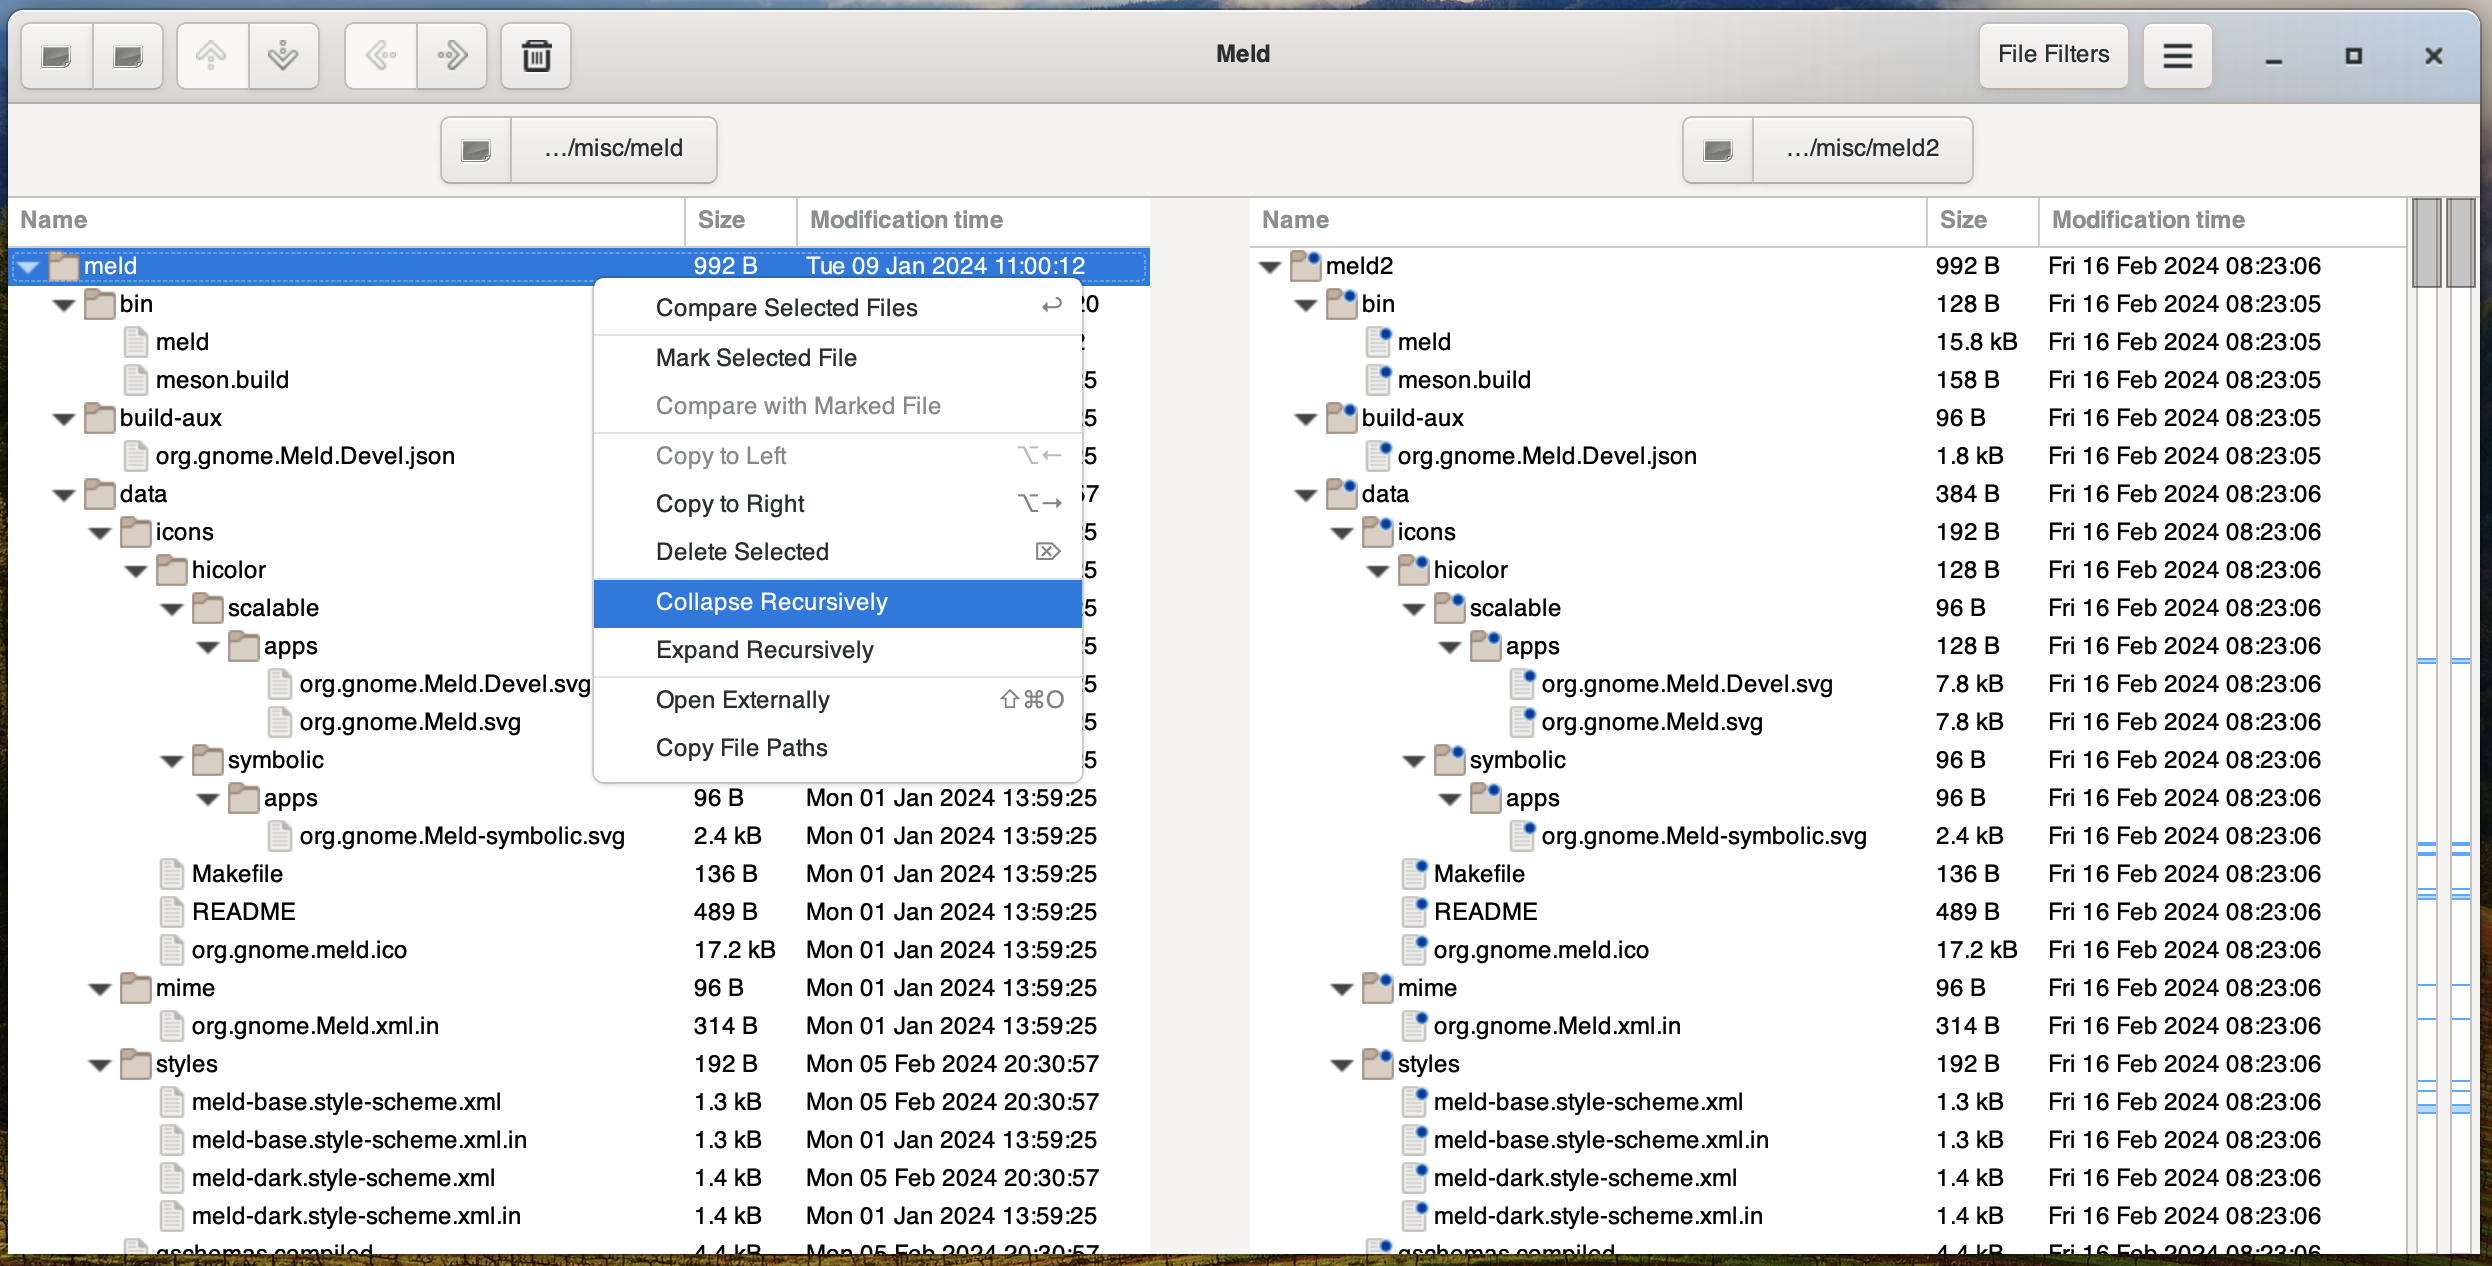 Meld
File Filters
…/misc/meld
…/misc/meld2
Name Size Modification time
Name Size Modification time
meld 992 B Tue 09 Jan 2024 11:00:12
meld2 992 B Fri 16 Feb 2024 08:23:06
bin 20
bin 128 B Fri 16 Feb 2024 08:23:05
meld
meld 15.8 kB Fri 16 Feb 2024 08:23:05
meson.build 5
meson.build 158 B Fri 16 Feb 2024 08:23:05
build-aux 5
build-aux 96 B Fri 16 Feb 2024 08:23:05
org.gnome.Meld.Devel.json 5
org.gnome.Meld.Devel.json 1.8 kB Fri 16 Feb 2024 08:23:05
data 57
data 384 B Fri 16 Feb 2024 08:23:06
icons 5
icons 192 B Fri 16 Feb 2024 08:23:06
hicolor 5
hicolor 128 B Fri 16 Feb 2024 08:23:06
scalable 5
scalable 96 B Fri 16 Feb 2024 08:23:06
apps 5
apps 128 B Fri 16 Feb 2024 08:23:06
org.gnome.Meld.Devel.svg 5
org.gnome.Meld.Devel.svg 7.8 kB Fri 16 Feb 2024 08:23:06
org.gnome.Meld.svg 5
org.gnome.Meld.svg 7.8 kB Fri 16 Feb 2024 08:23:06
symbolic 5
symbolic 96 B Fri 16 Feb 2024 08:23:06
apps 96 B Mon 01 Jan 2024 13:59:25
apps 96 B Fri 16 Feb 2024 08:23:06
org.gnome.Meld-symbolic.svg 2.4 kB Mon 01 Jan 2024 13:59:25
org.gnome.Meld-symbolic.svg 2.4 kB Fri 16 Feb 2024 08:23:06
Makefile 136 B Mon 01 Jan 2024 13:59:25
Makefile 136 B Fri 16 Feb 2024 08:23:06
README 489 B Mon 01 Jan 2024 13:59:25
README 489 B Fri 16 Feb 2024 08:23:06
org.gnome.meld.ico 17.2 kB Mon 01 Jan 2024 13:59:25
org.gnome.meld.ico 17.2 kB Fri 16 Feb 2024 08:23:06
mime 96 B Mon 01 Jan 2024 13:59:25
mime 96 B Fri 16 Feb 2024 08:23:06
org.gnome.Meld.xml.in 314 B Mon 01 Jan 2024 13:59:25
org.gnome.Meld.xml.in 314 B Fri 16 Feb 2024 08:23:06
styles 192 B Mon 05 Feb 2024 20:30:57
styles 192 B Fri 16 Feb 2024 08:23:06
meld-base.style-scheme.xml 1.3 kB Mon 05 Feb 2024 20:30:57
meld-base.style-scheme.xml 1.3 kB Fri 16 Feb 2024 08:23:06
meld-base.style-scheme.xml.in 1.3 kB Mon 01 Jan 2024 13:59:25
meld-base.style-scheme.xml.in 1.3 kB Fri 16 Feb 2024 08:23:06
meld-dark.style-scheme.xml 1.4 kB Mon 05 Feb 2024 20:30:57
meld-dark.style-scheme.xml 1.4 kB Fri 16 Feb 2024 08:23:06
meld-dark.style-scheme.xml.in 1.4 kB Mon 01 Jan 2024 13:59:25
meld-dark.style-scheme.xml.in 1.4 kB Fri 16 Feb 2024 08:23:06
gschemas.compiled 4.4 kB Mon 05 Feb 2024 20:30:57
gschemas.compiled 4.4 kB Fri 16 Feb 2024 08:23:06
Compare Selected Files ↩
Mark Selected File
Compare with Marked File
Copy to Left ⌥←
Copy to Right ⌥→
Delete Selected ⌦
Collapse Recursively
Expand Recursively
Open Externally ⇧⌘O
Copy File Paths